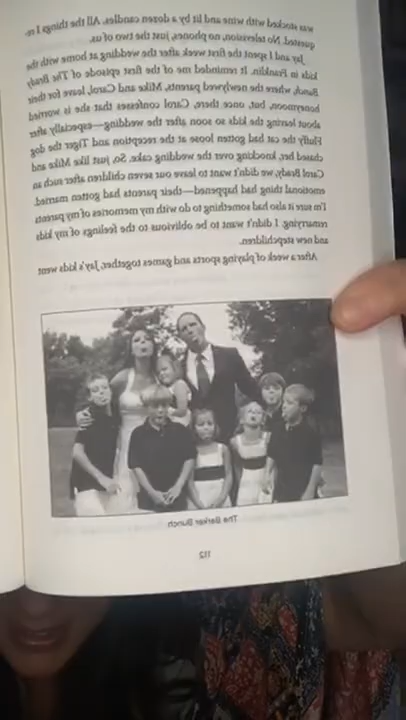 was stocked with wine and lit by a dozen candles. All the things I re-
quested. No television, no phones, just the two of us.
Jay and I spent the first week after the wedding at home with the
kids in Franklin. It reminded me of the first episode of The Brady
Bunch, where the newlywed parents, Mike and Carol, leave for their
honeymoon, but, once there, Carol confesses that she is worried
about leaving the kids so soon after the wedding—especially after
Fluffy the cat had gotten loose at the reception and Tiger the dog
chased her, knocking over the wedding cake. So, just like Mike and
Carol Brady, we didn't want to leave our seven children after such an
emotional thing had happened—their parents had gotten married.
I'm sure it also had something to do with my memories of my parents
remarrying. I didn't want to be oblivious to the feelings of my kids
and new stepchildren.
After a week of playing sports and games together, Jay's kids went
The Barker Bunch
112